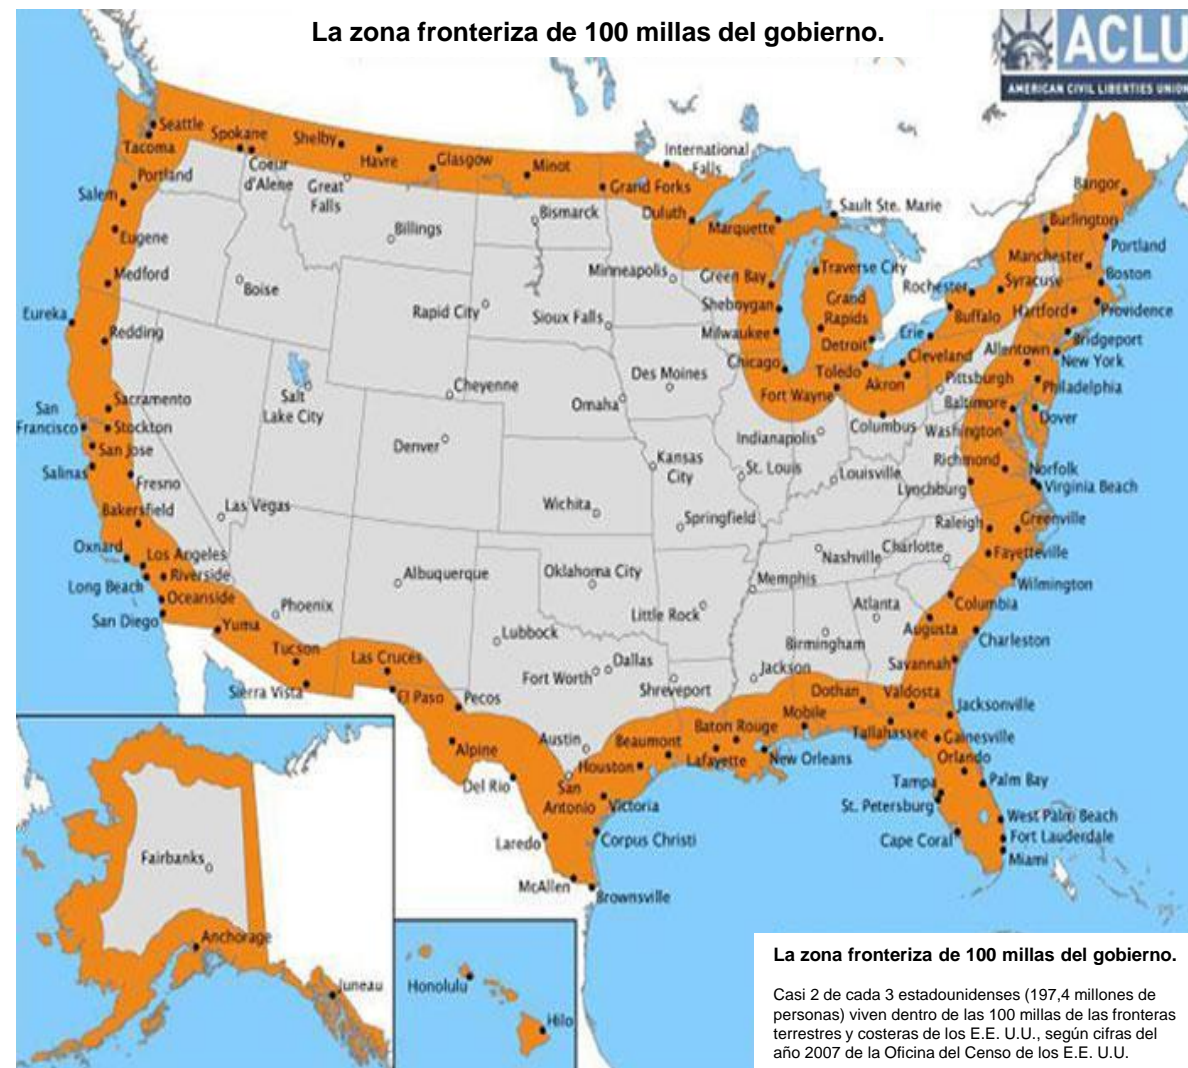 La zona fronteriza de 100 millas del gobierno.
ACLU
AMERICAN CIVIL LIBERTIES UNION
Seattle
Tacoma
Spokane
Coeur
d'Alene
Shelby
Havre
Great
Falls
Glasgow
Minot
Grand Forks
International
Falls
Portland
Salem
Eugene
Medford
Eureka
Redding
Boise
Billings
Bismarck
Duluth
Marquette
Sault Ste. Marie
Bangor
Burlington
Portland
Manchester
Boston
Syracuse
Rochester
Buffalo
Hartford
Providence
Bridgeport
Minneapolis
Green Bay
Traverse City
Sheboygan
Grand
Rapids
Milwaukee
Detroit
Erie
Cleveland
Allentown
New York
Chicago
Toledo
Akron
Pittsburgh
Philadelphia
Fort Wayne
Baltimore
Dover
Columbus
Washington
Rapid City
Sioux Falls
Des Moines
Omaha
Cheyenne
Salt
Lake City
Denver
Sacramento
San
Francisco
Stockton
San Jose
Salinas
Fresno
Bakersfield
Las Vegas
Indianapolis
Kansas
City
St. Louis
Louisville
Richmond
Norfolk
Virginia Beach
Lynchburg
Wichita
Springfield
Raleigh
Greenville
Nashville
Charlotte
Fayetteville
Oxnard
Los Angeles
Long Beach
Riverside
Oceanside
San Diego
Phoenix
Albuquerque
Oklahoma City
Memphis
Wilmington
Little Rock
Atlanta
Columbia
Augusta
Charleston
Birmingham
Yuma
Tucson
Sierra Vista
Las Cruces
El Paso
Pecos
Lubbock
Fort Worth
Dallas
Shreveport
Jackson
Savannah
Dothan
Valdosta
Jacksonville
Mobile
Tallahassee
Gainesville
Baton Rouge
Beaumont
Lafayette
New Orleans
Austin
Houston
Alpine
Del Rio
San
Antonio
Victoria
Orlando
Tampa
Palm Bay
St. Petersburg
West Palm Beach
Cape Coral
Fort Lauderdale
Miami
Laredo
Corpus Christi
McAllen
Brownsville
Fairbanks
Anchorage
Juneau
Honolulu
Hilo
La zona fronteriza de 100 millas del gobierno.
Casi 2 de cada 3 estadounidenses (197,4 millones de
personas) viven dentro de las 100 millas de las fronteras
terrestres y costeras de los E.E. U.U., según cifras del
año 2007 de la Oficina del Censo de los E.E. U.U.